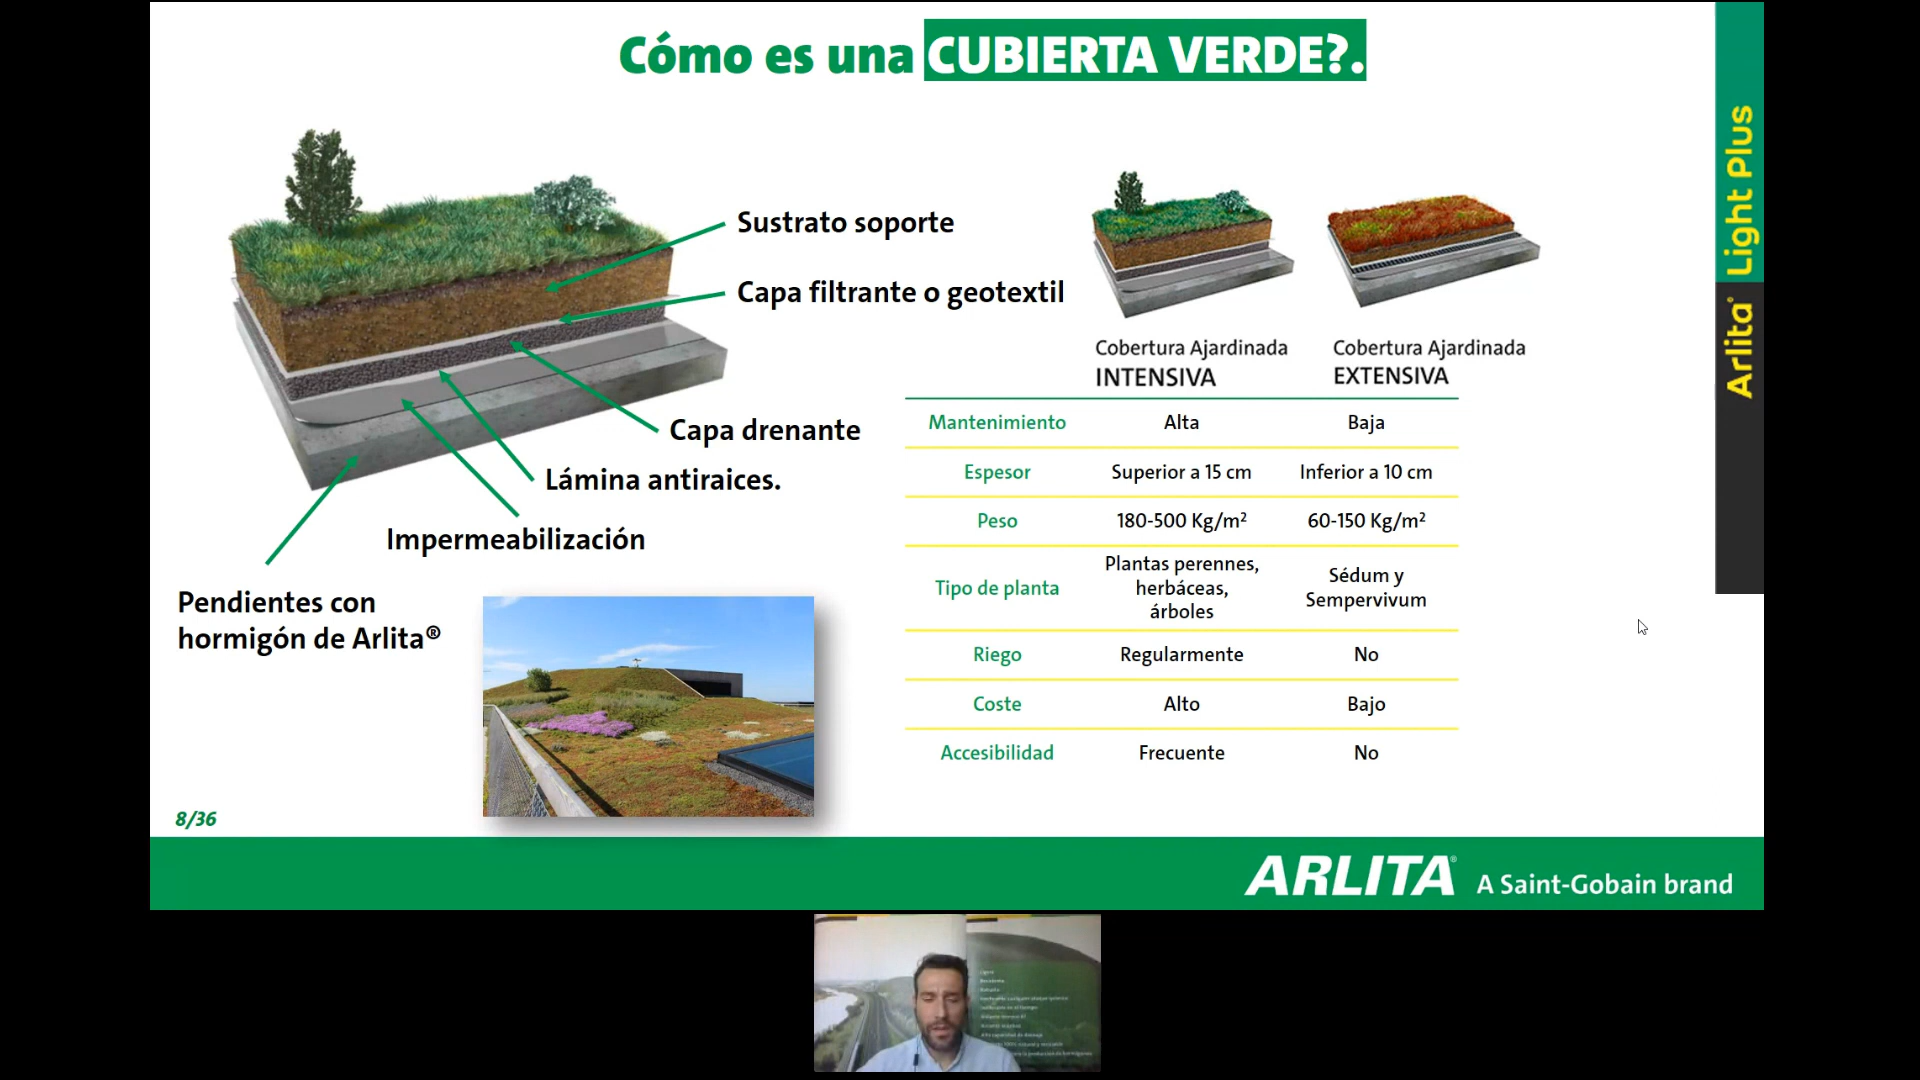 Cómo es una CUBIERTA VERDE?.
Sustrato soporte
Capa filtrante o geotextil
Capa drenante
Lámina antiraices.
Impermeabilización
Pendientes con
hormigón de Arlita®
Cobertura Ajardinada
INTENSIVA
Cobertura Ajardinada
EXTENSIVA
Mantenimiento Alta Baja
Espesor Superior a 15 cm Inferior a 10 cm
Peso 180-500 Kg/m² 60-150 Kg/m²
Tipo de planta
Plantas perennes,
herbáceas,
árboles
Sédum y
Sempervivum
Riego Regularmente No
Coste Alto Bajo
Accesibilidad Frecuente No
Arlita® Light Plus
8/36
ARLITA® A Saint-Gobain brand